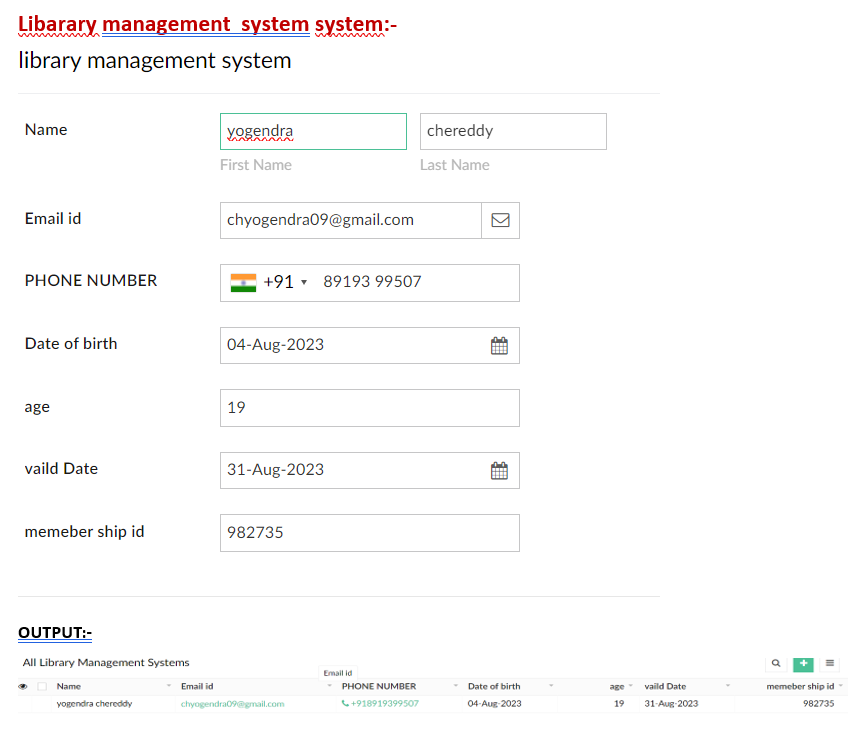 Libarary management  system system:-
library management system
Name
yogendra
chereddy
First Name
Last Name
Email id
chyogendra09@gmail.com
PHONE NUMBER
+91
89193 99507
Date of birth
04-Aug-2023
age
19
vaild Date
31-Aug-2023
memeber ship id
982735
OUTPUT:-
All Library Management Systems
Email id
Name Email id PHONE NUMBER Date of birth age vaild Date memeber ship id
yogendra chereddy chyogendra09@gmail.com +918919399507 04-Aug-2023 19 31-Aug-2023 982735